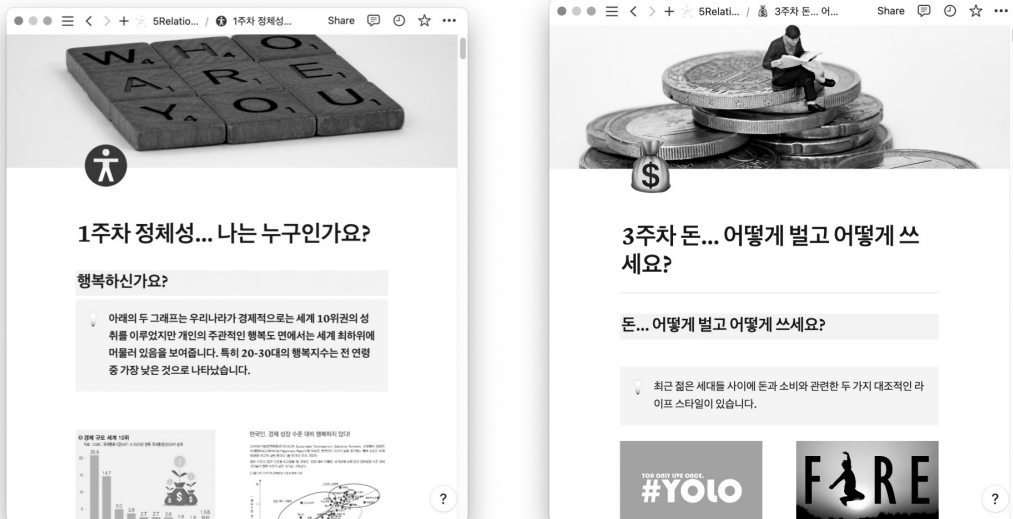 5Relatio... / 1주차 정체성...
Share
WHO
ARE
YOU
1주차 정체성... 나는 누구인가요?
행복하신가요?
아래의 두 그래프는 우리나라가 경제적으로는 세계 10위권의 성
취를 이루었지만 개인의 주관적인 행복도 면에서는 세계 최하위에
머물러 있음을 보여줍니다. 특히 20-30대의 행복지수는 전 연령
중 가장 낮은 것으로 나타났습니다.
경제 규모 세계 10위
20.8
14.7
한국인, 경제 성장 수준 대비 행복하지 않다!
?
5Relati... / 3주차 돈... 어...
Share
$
3주차 돈... 어떻게 벌고 어떻게 쓰
세요?
돈... 어떻게 벌고 어떻게 쓰세요?
최근 젊은 세대들 사이에 돈과 소비와 관련한 두 가지 대조적인 라
이프 스타일이 있습니다.
YOU ONLY LIVE ONCE.
#YOLO
FIRE
?